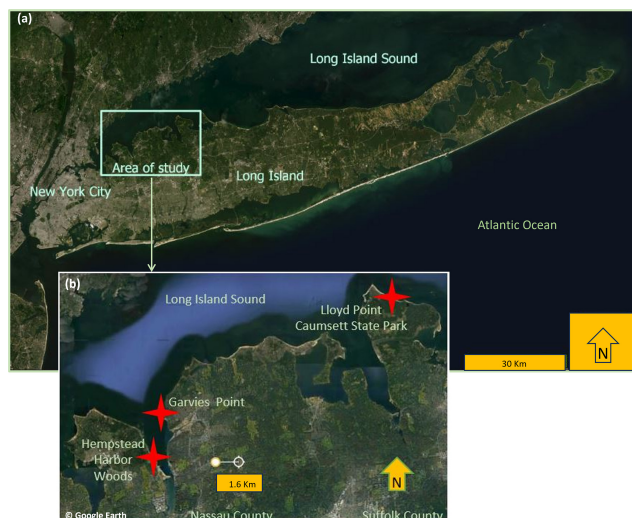 (a)
Long Island Sound
Area of study
New York City
Long Island
Atlantic Ocean
N
30 Km
(b)
Long Island Sound
Lloyd Point
Caumsett State Park
Garvies Point
Hempstead
Harbor
Woods
1.6 Km
N
© Google Earth
Nassau County
Suffolk County